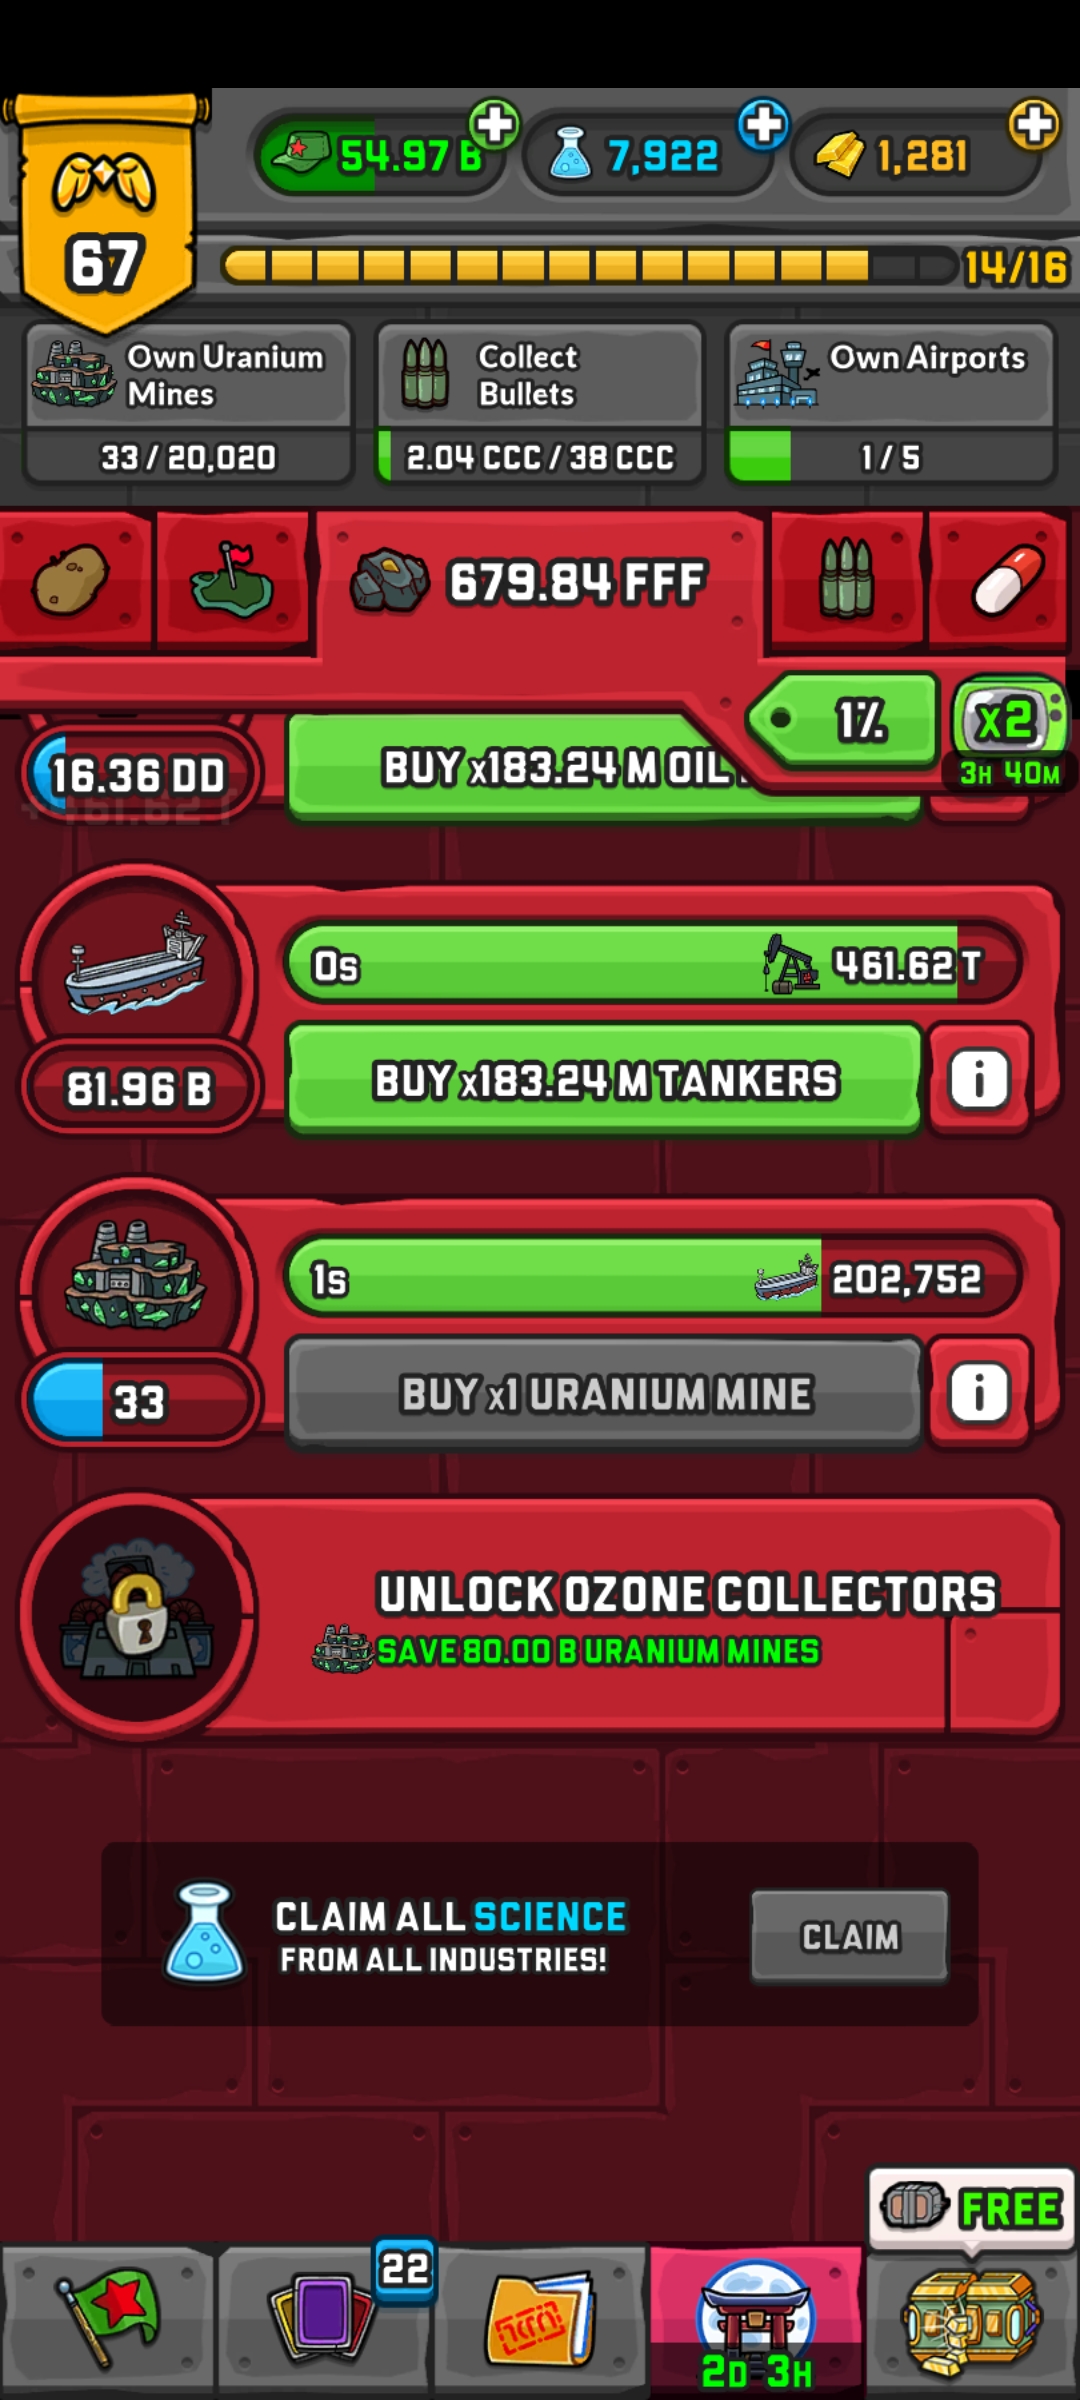 54.97 B
7,922
1,281
67
14/16
Own Uranium
Mines
33 / 20,020
Collect
Bullets
2.04 CCC / 38 CCC
Own Airports
1 / 5
679.84 FFF
1%
x2
3H 40M
16.36 DD
BUY x183.24 M OIL
+461.62 T
0s
461.62 T
81.96 B
BUY x183.24 M TANKERS
i
1s
202,752
33
BUY x1 URANIUM MINE
i
UNLOCK OZONE COLLECTORS
SAVE 80.00 B URANIUM MINES
CLAIM ALL SCIENCE
FROM ALL INDUSTRIES!
CLAIM
FREE
22
2D 3H